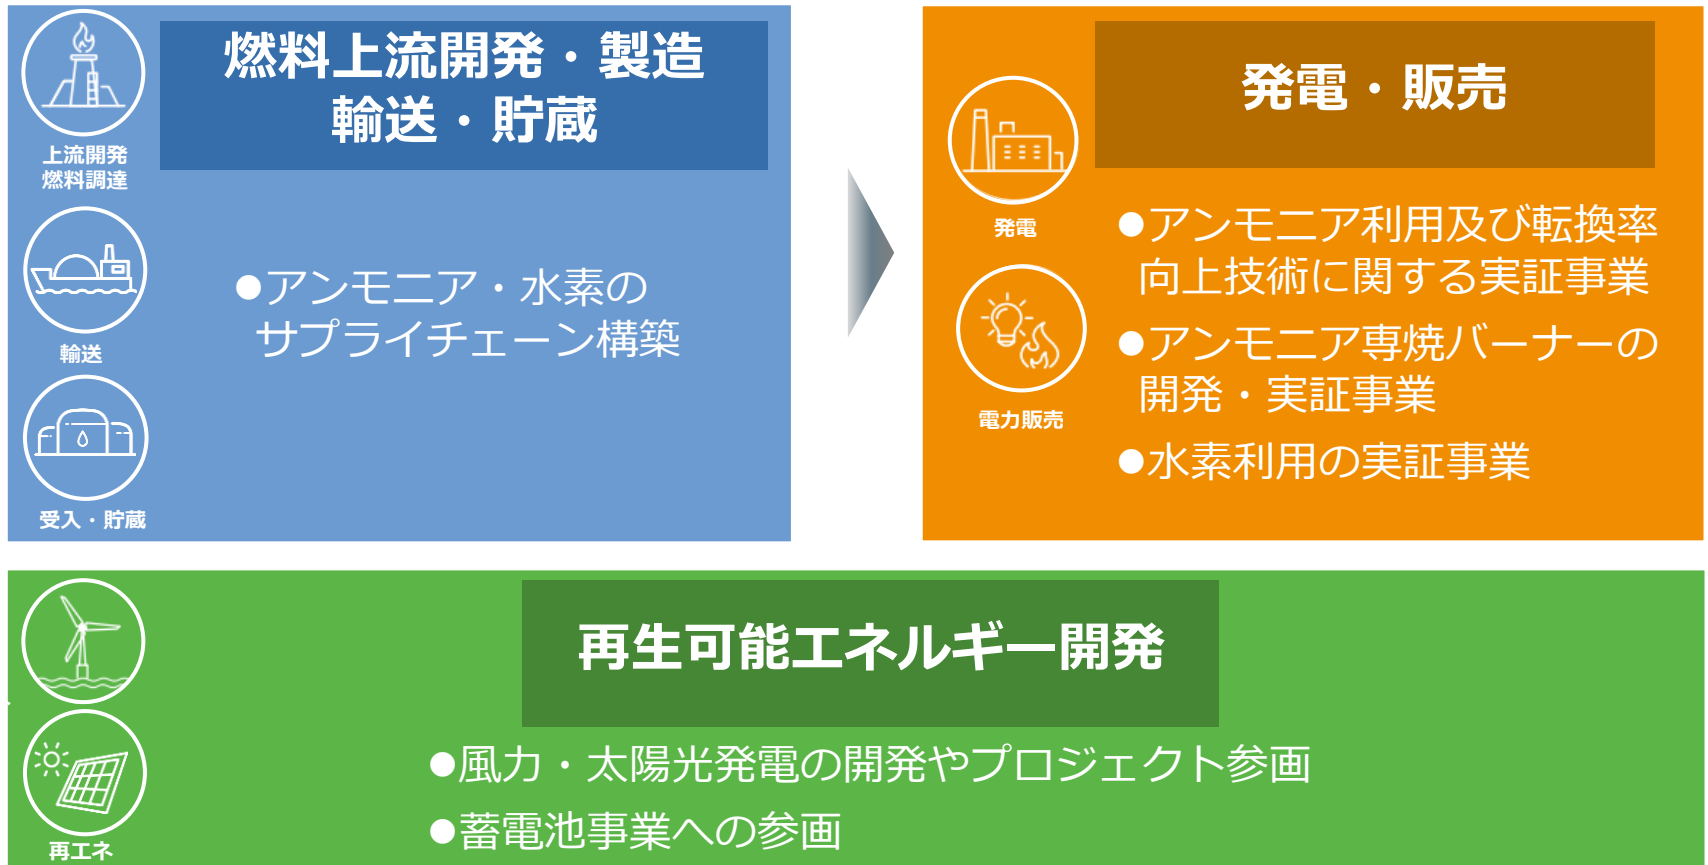 燃料上流開発・製造
輸送・貯蔵
上流開発
燃料調達
輸送
受入・貯蔵
●アンモニア・水素の
サプライチェーン構築
発電・販売
発電
電力販売
●アンモニア利用及び転換率
向上技術に関する実証事業
●アンモニア専焼バーナーの
開発・実証事業
●水素利用の実証事業
再生可能エネルギー開発
再エネ
●風力・太陽光発電の開発やプロジェクト参画
●蓄電池事業への参画